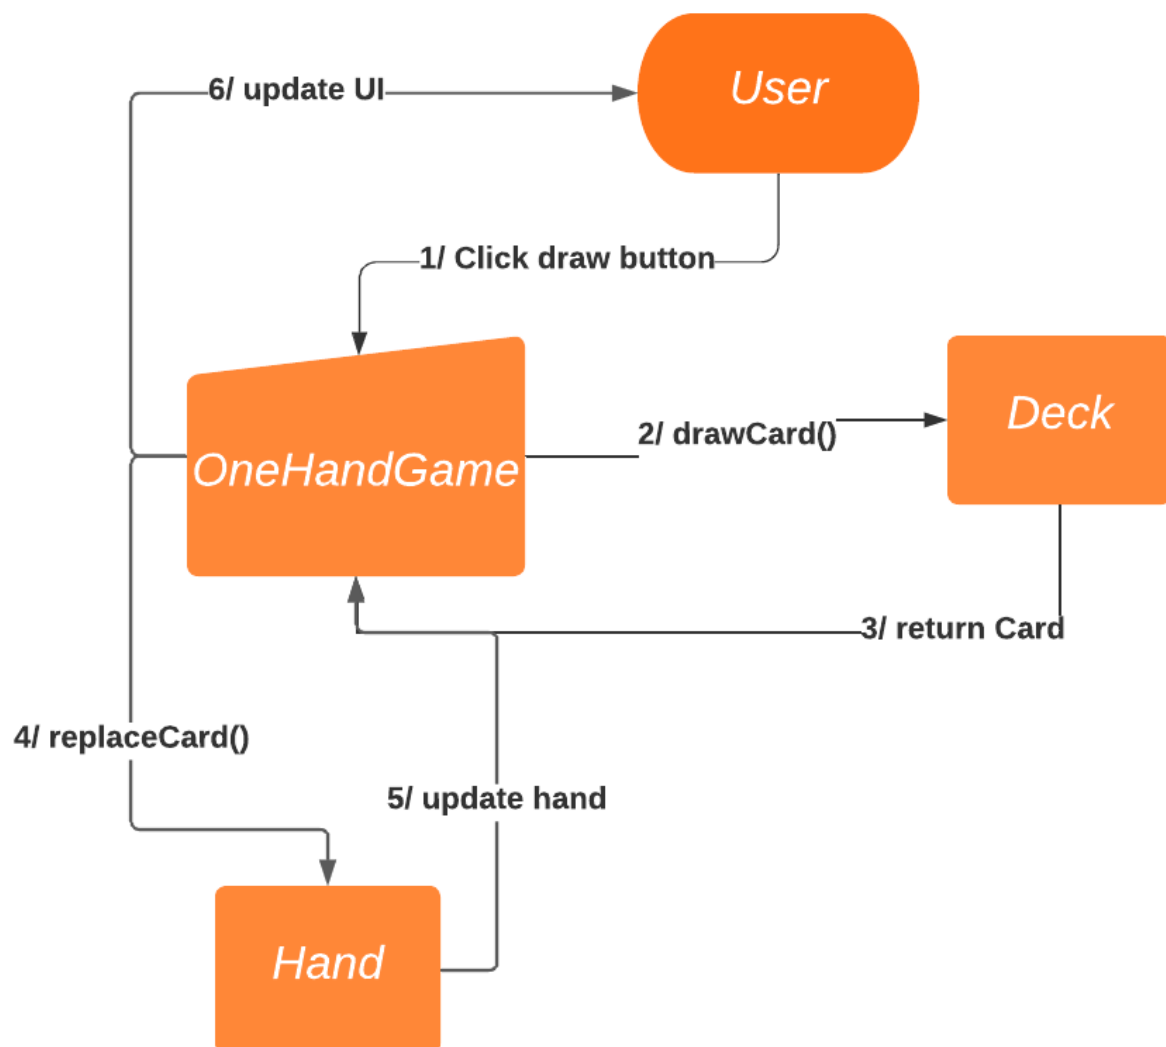 User
6/ update UI
1/ Click draw button
OneHandGame
2/ drawCard()
Deck
3/ return Card
4/ replaceCard()
5/ update hand
Hand